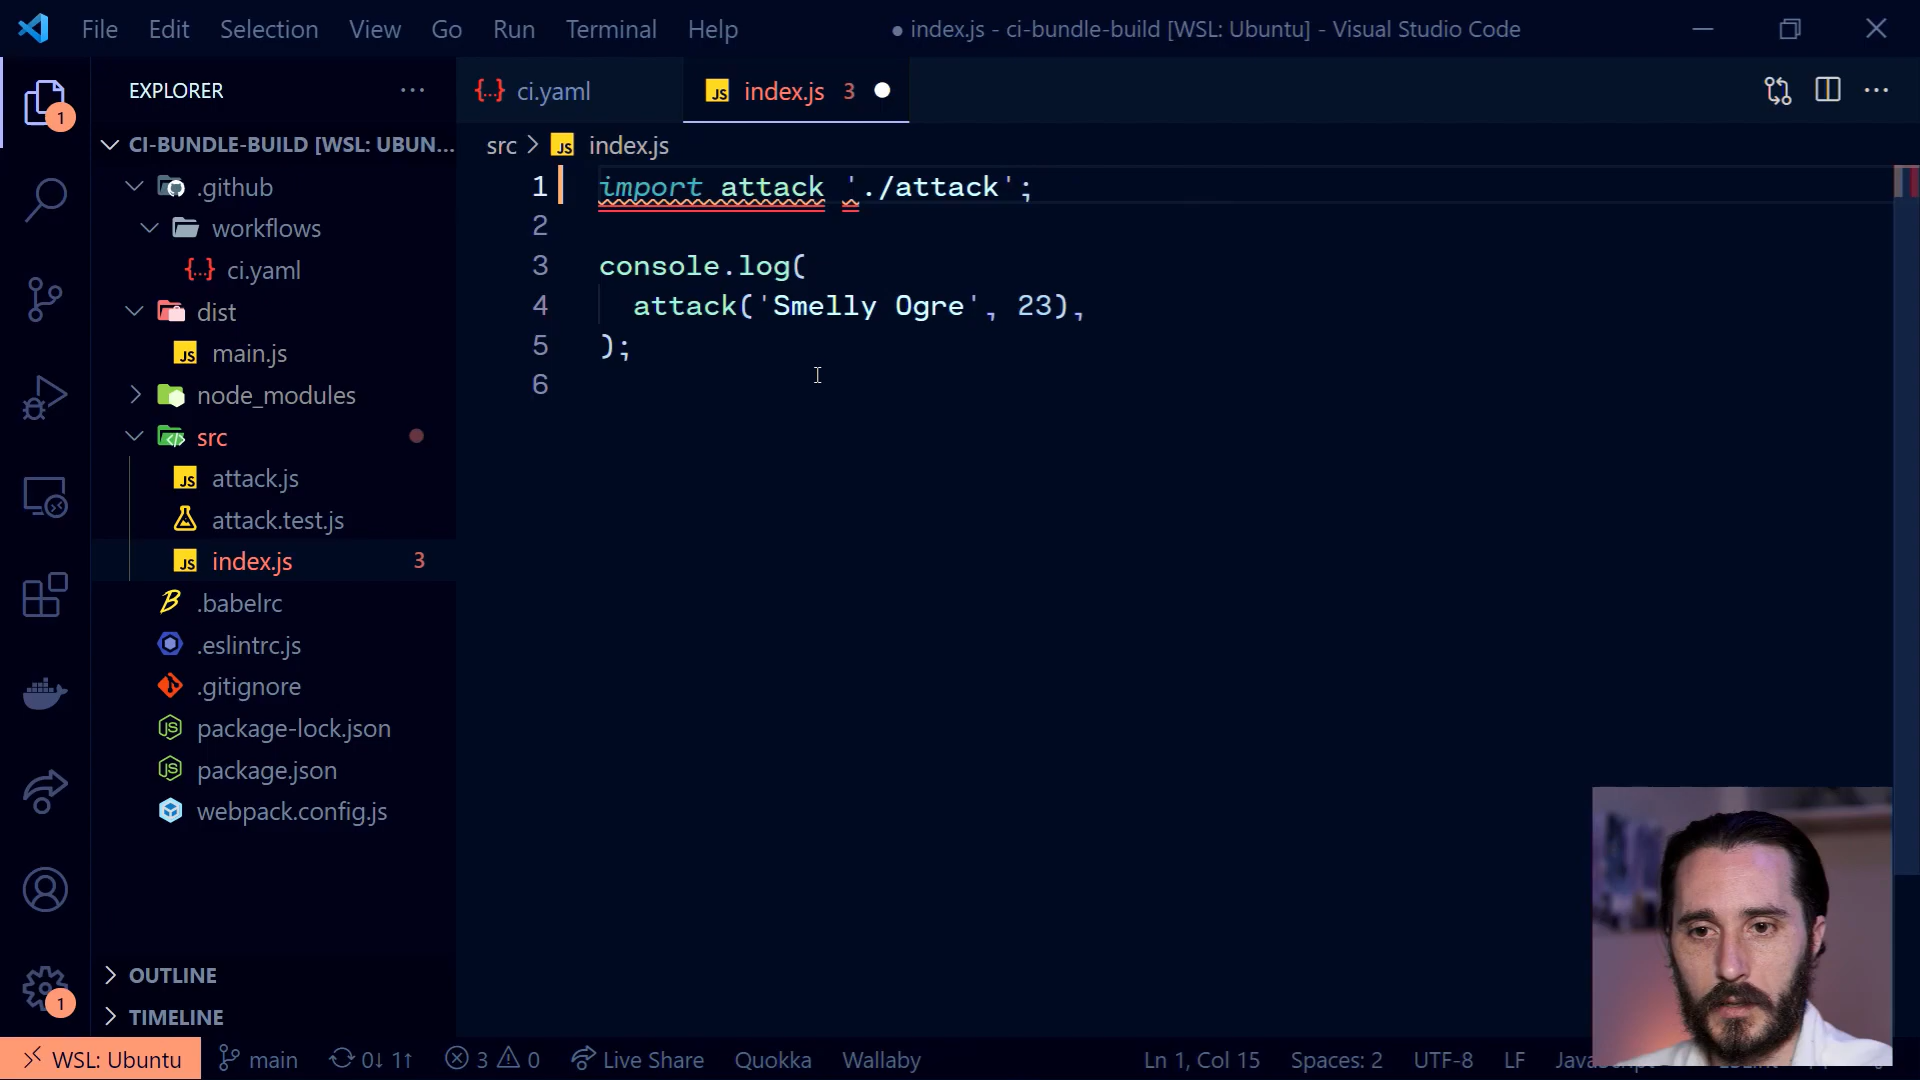 File Edit Selection View Go Run Terminal Help
● index.js - ci-bundle-build [WSL: Ubuntu] - Visual Studio Code
EXPLORER
CI-BUNDLE-BUILD [WSL: UBUN...
.github
workflows
ci.yaml
dist
main.js
node_modules
src
attack.js
attack.test.js
index.js 3
.babelrc
.eslintrc.js
.gitignore
package-lock.json
package.json
webpack.config.js
OUTLINE
TIMELINE
1
1
ci.yaml
index.js 3
src > index.js
1 import attack './attack';
2
3 console.log(
4 attack('Smelly Ogre', 23),
5 );
6
WSL: Ubuntu main 0↓ 1↑ 3 0 Live Share Quokka Wallaby Ln 1, Col 15 Spaces: 2 UTF-8 LF